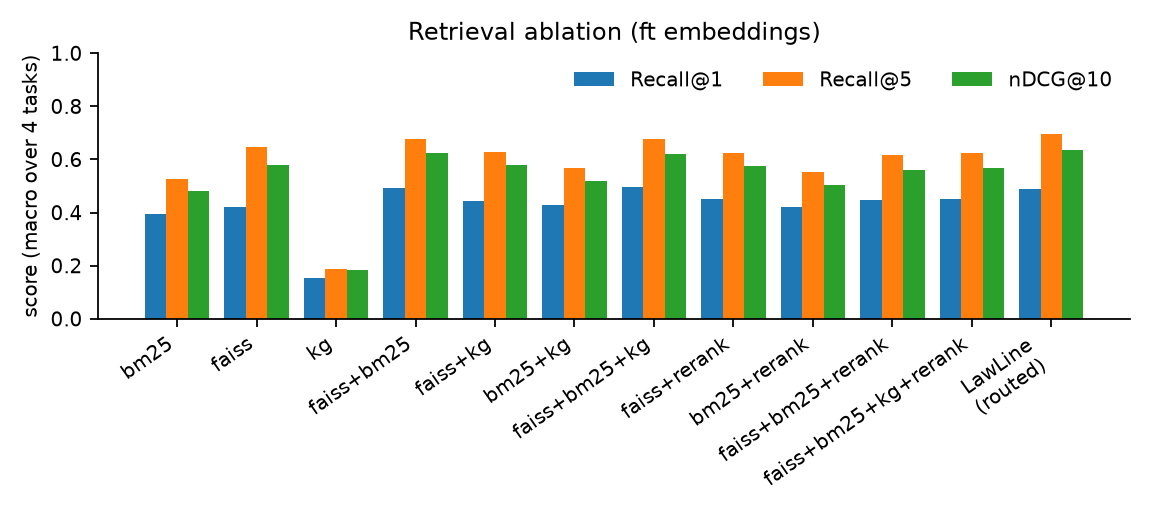 Retrieval ablation (ft embeddings)
Recall@1
Recall@5
nDCG@10
score (macro over 4 tasks)
1.0
0.8
0.6
0.4
0.2
0.0
bm25
faiss
kg
faiss+bm25
faiss+kg
bm25+kg
faiss+bm25+kg
faiss+rerank
bm25+rerank
faiss+bm25+rerank
faiss+bm25+kg+rerank
LawLine
(routed)